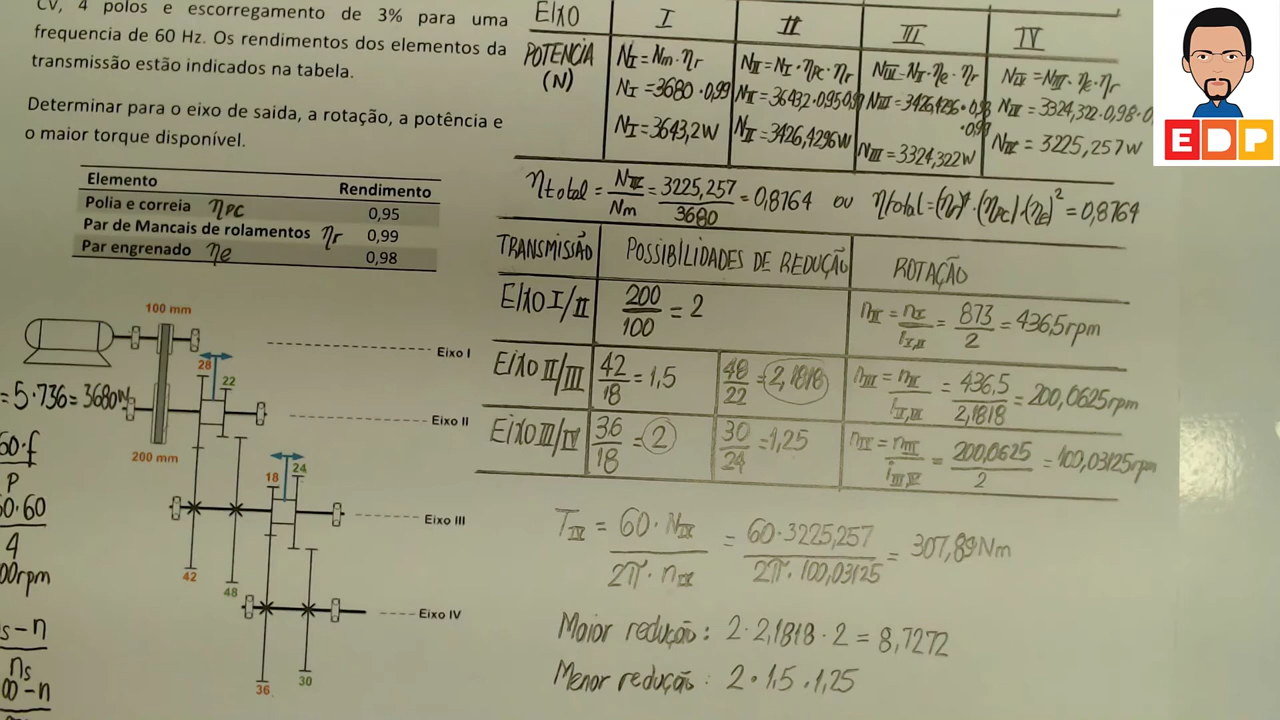 CV, 4 polos e escorregamento de 3% para uma
frequencia de 60 Hz. Os rendimentos dos elementos da
transmissão estão indicados na tabela.
Determinar para o eixo de saida, a rotação, a potência e
o maior torque disponível.
Elemento Rendimento
Polia e correia ηPC 0,95
Par de Mancais de rolamentos ηr 0,99
Par engrenado ηe 0,98
100 mm
28
22
Eixo I
= 5·736 = 3680W
Eixo II
200 mm
60·f
P
60·60
4
00rpm
18
24
Eixo III
42
48
Eixo IV
s - n
ns
00 - n
36
30
EIXO I II III IV
POTENCIA (N)
NI = Nm·ηr
NI = 3680·0,99
NI = 3643,2W
NII = NI·ηPC·ηr
NII = 3643,2·0,95·0,99
NII = 3426,4296W
NIII = NII·ηe·ηr
NIII = 3426,4296·0,98
·0,99
NIII = 3324,322W
NIV = NIII·ηe·ηr
NIV = 3324,322·0,98·0,
NIV = 3225,257W
ηtotal = NIV/Nm = 3225,257/3680 = 0,8764 ou ηtotal = (ηr)⁴·(ηPC)·(ηe)² = 0,8764
TRANSMISSÃO POSSIBILIDADES DE REDUÇÃO ROTAÇÃO
EIXO I/II 200/100 = 2 nII = nI/iI,II = 873/2 = 436,5rpm
EIXO II/III 42/18 = 1,5 48/22 = 2,1818 nIII = nII/iII,III = 436,5/2,1818 = 200,0625rpm
EIXO III/IV 36/18 = 2 30/24 = 1,25 nIV = nIII/iIII,IV = 200,0625/2 = 100,03125rpm
TIV = 60·NIV/2π·nIV = 60·3225,257/2π·100,03125 = 307,89Nm
Maior redução: 2·2,1818·2 = 8,7272
Menor redução: 2·1,5·1,25
EDP